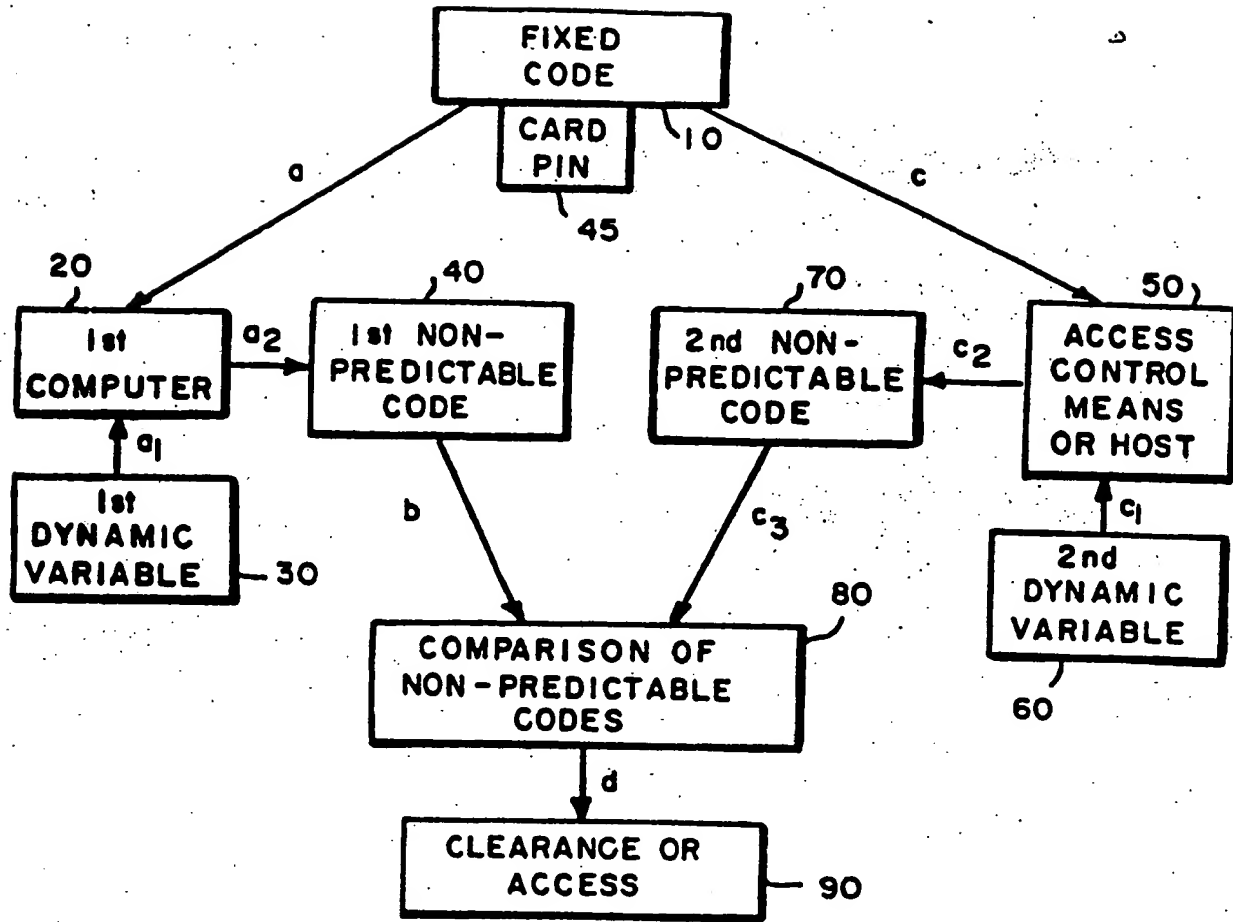 FIXED
CODE
10
CARD
PIN
45
a
c
20
1st
COMPUTER
a2
40
1st NON-
PREDICTABLE
CODE
70
2nd NON-
PREDICTABLE
CODE
c2
50
ACCESS
CONTROL
MEANS
OR HOST
a1
1st
DYNAMIC
VARIABLE
30
b
c3
c1
2nd
DYNAMIC
VARIABLE
60
80
COMPARISON OF
NON-PREDICTABLE
CODES
d
CLEARANCE OR
ACCESS
90